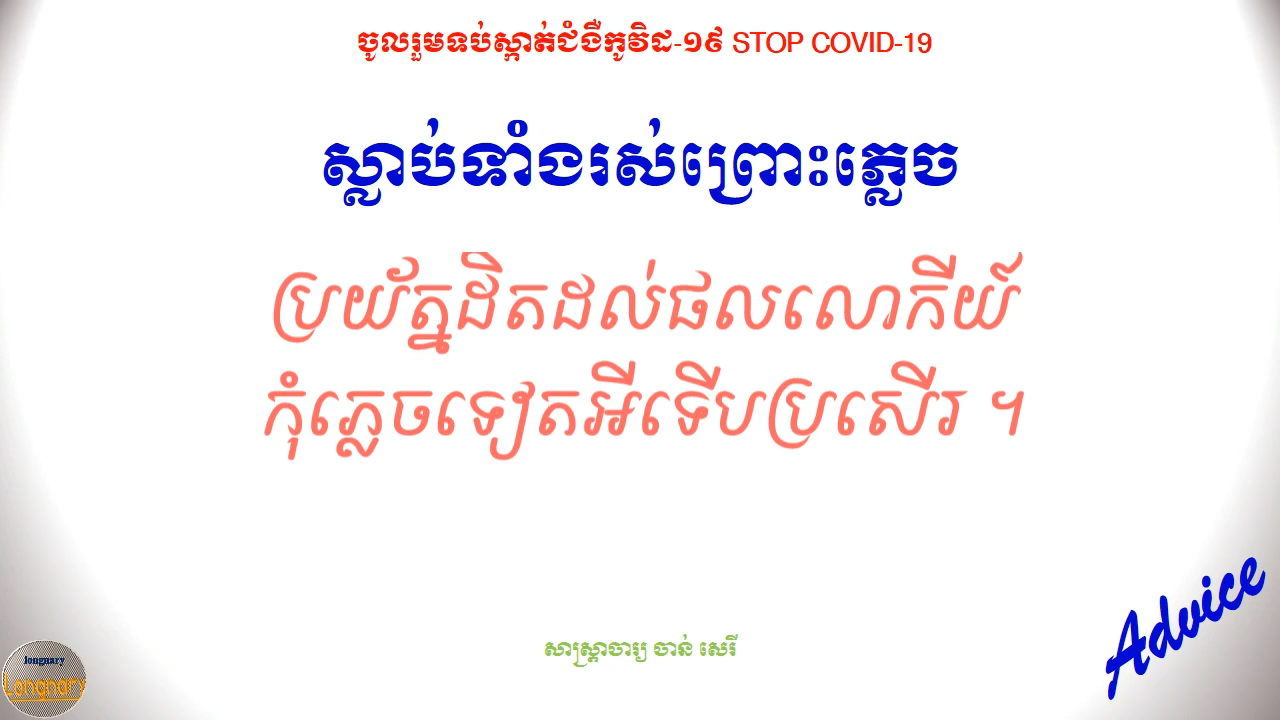 ចូលរួមទប់ស្កាត់ជំងឺកូវិដ-១៩ STOP COVID-19
ស្លាប់ទាំងរស់ព្រោះភ្លេច
ប្រយ័ត្នដិតដល់ផលលោកីយ៍
កុំភ្លេចទៀតអីទើបប្រសើរ ។
Advice
សាស្ត្រាចារ្យ ចាន់ សេរី
longnary
Longnary